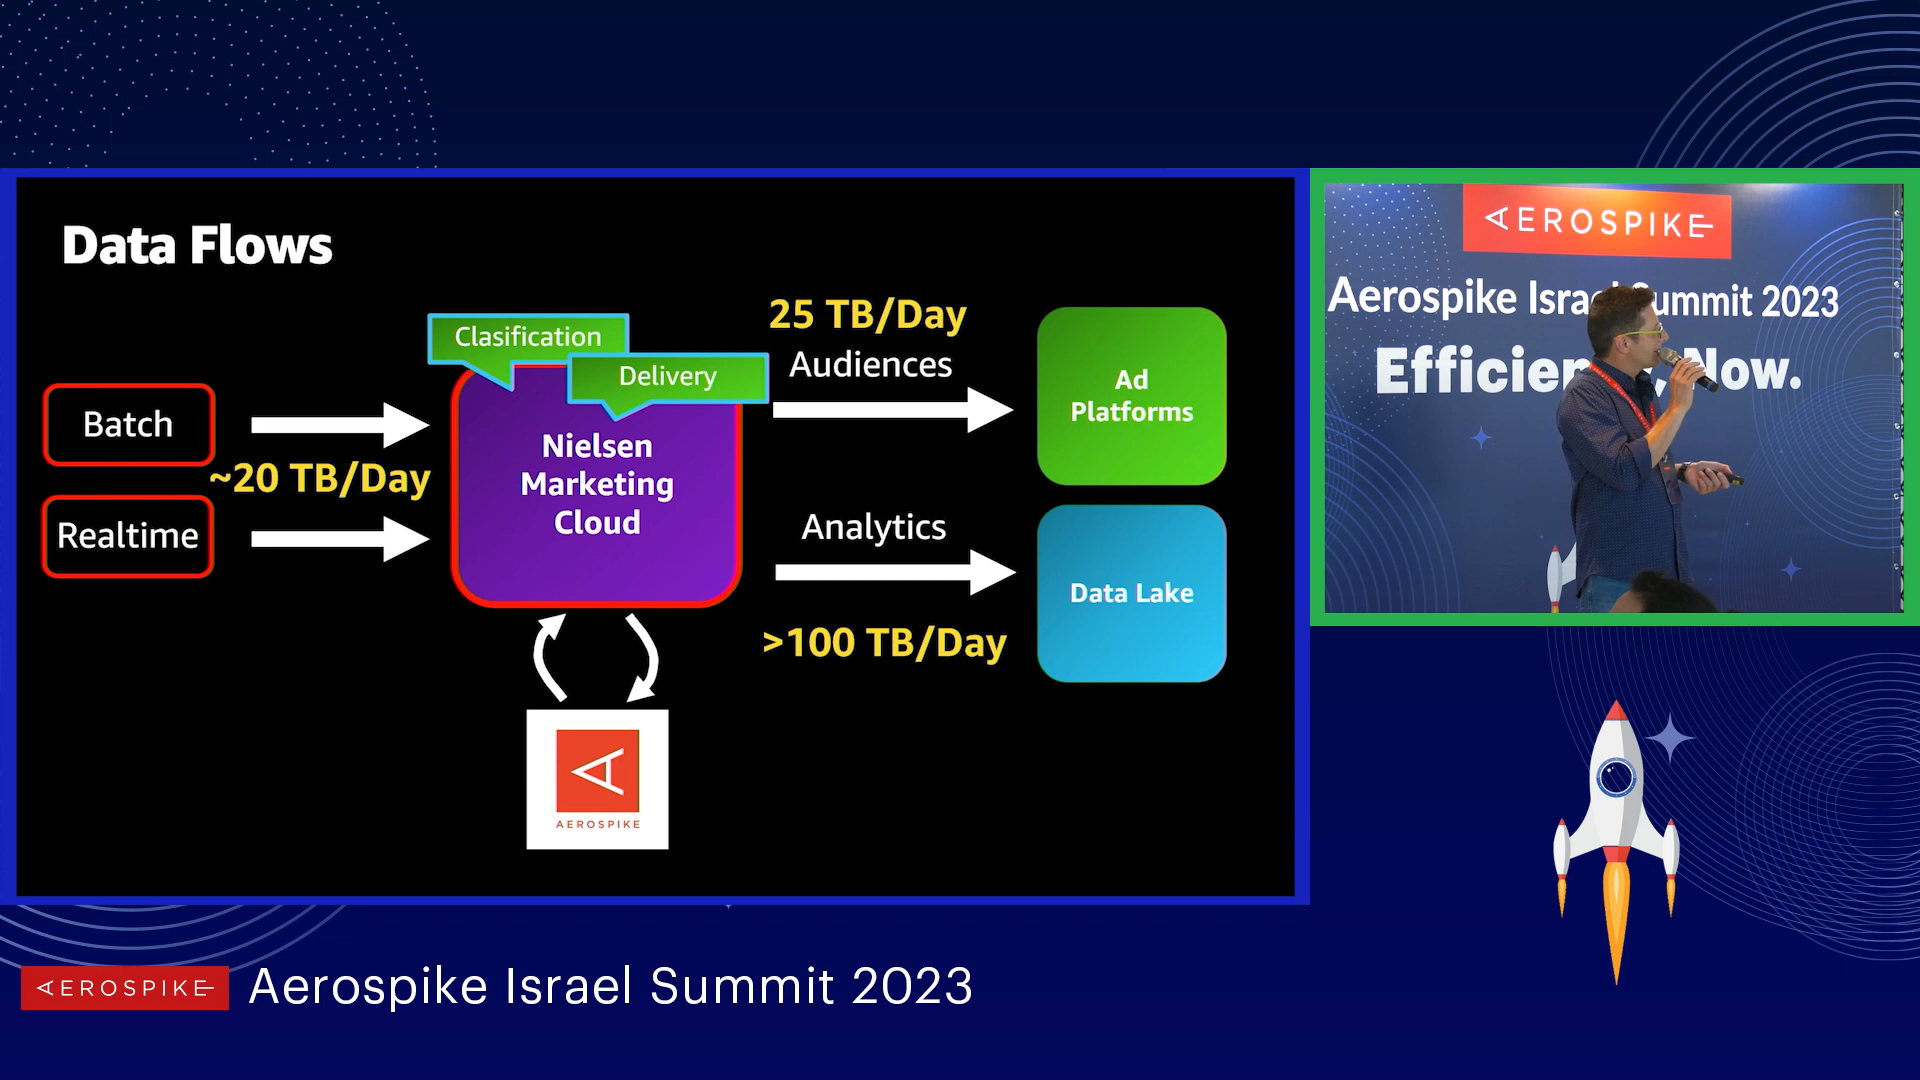 Data Flows
Clasification
Delivery
25 TB/Day
Audiences
Batch
~20 TB/Day
Realtime
Nielsen
Marketing
Cloud
Ad
Platforms
Analytics
>100 TB/Day
Data Lake
AEROSPIKE
AEROSPIKE
Aerospike Israel Summit 2023
Now.
AEROSPIKE
Aerospike Israel Summit 2023